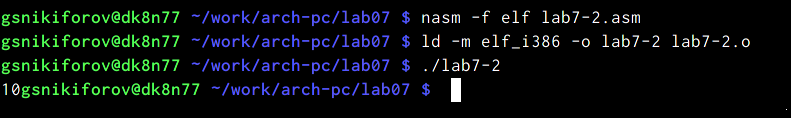 gsnikiforov@dk8n77 ~/work/arch-pc/lab07 $ nasm -f elf lab7-2.asm
gsnikiforov@dk8n77 ~/work/arch-pc/lab07 $ ld -m elf_i386 -o lab7-2 lab7-2.o
gsnikiforov@dk8n77 ~/work/arch-pc/lab07 $ ./lab7-2
10gsnikiforov@dk8n77 ~/work/arch-pc/lab07 $